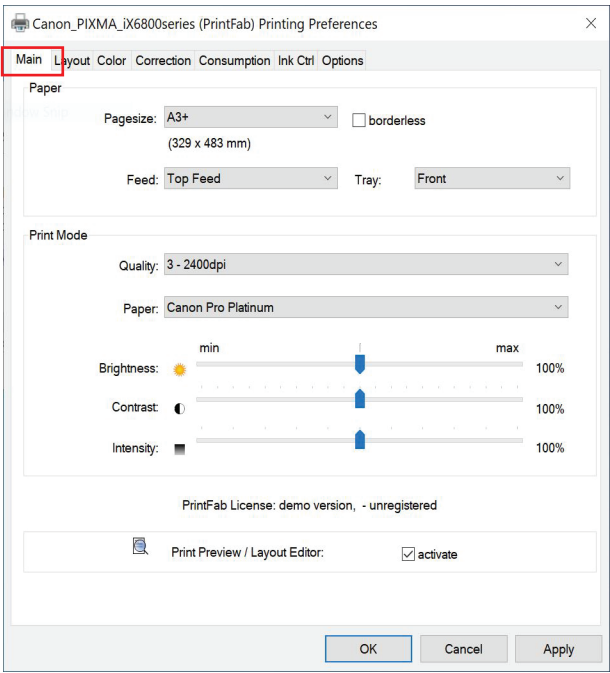 Canon_PIXMA_iX6800series (PrintFab) Printing Preferences
Main Layout Color Correction Consumption Ink Ctrl Options
Paper
Pagesize: A3+ borderless
(329 x 483 mm)
Feed: Top Feed Tray: Front
Print Mode
Quality: 3 - 2400dpi
Paper: Canon Pro Platinum
min max
Brightness: 100%
Contrast: 100%
Intensity: 100%
PrintFab License: demo version, - unregistered
Print Preview / Layout Editor: activate
OK Cancel Apply